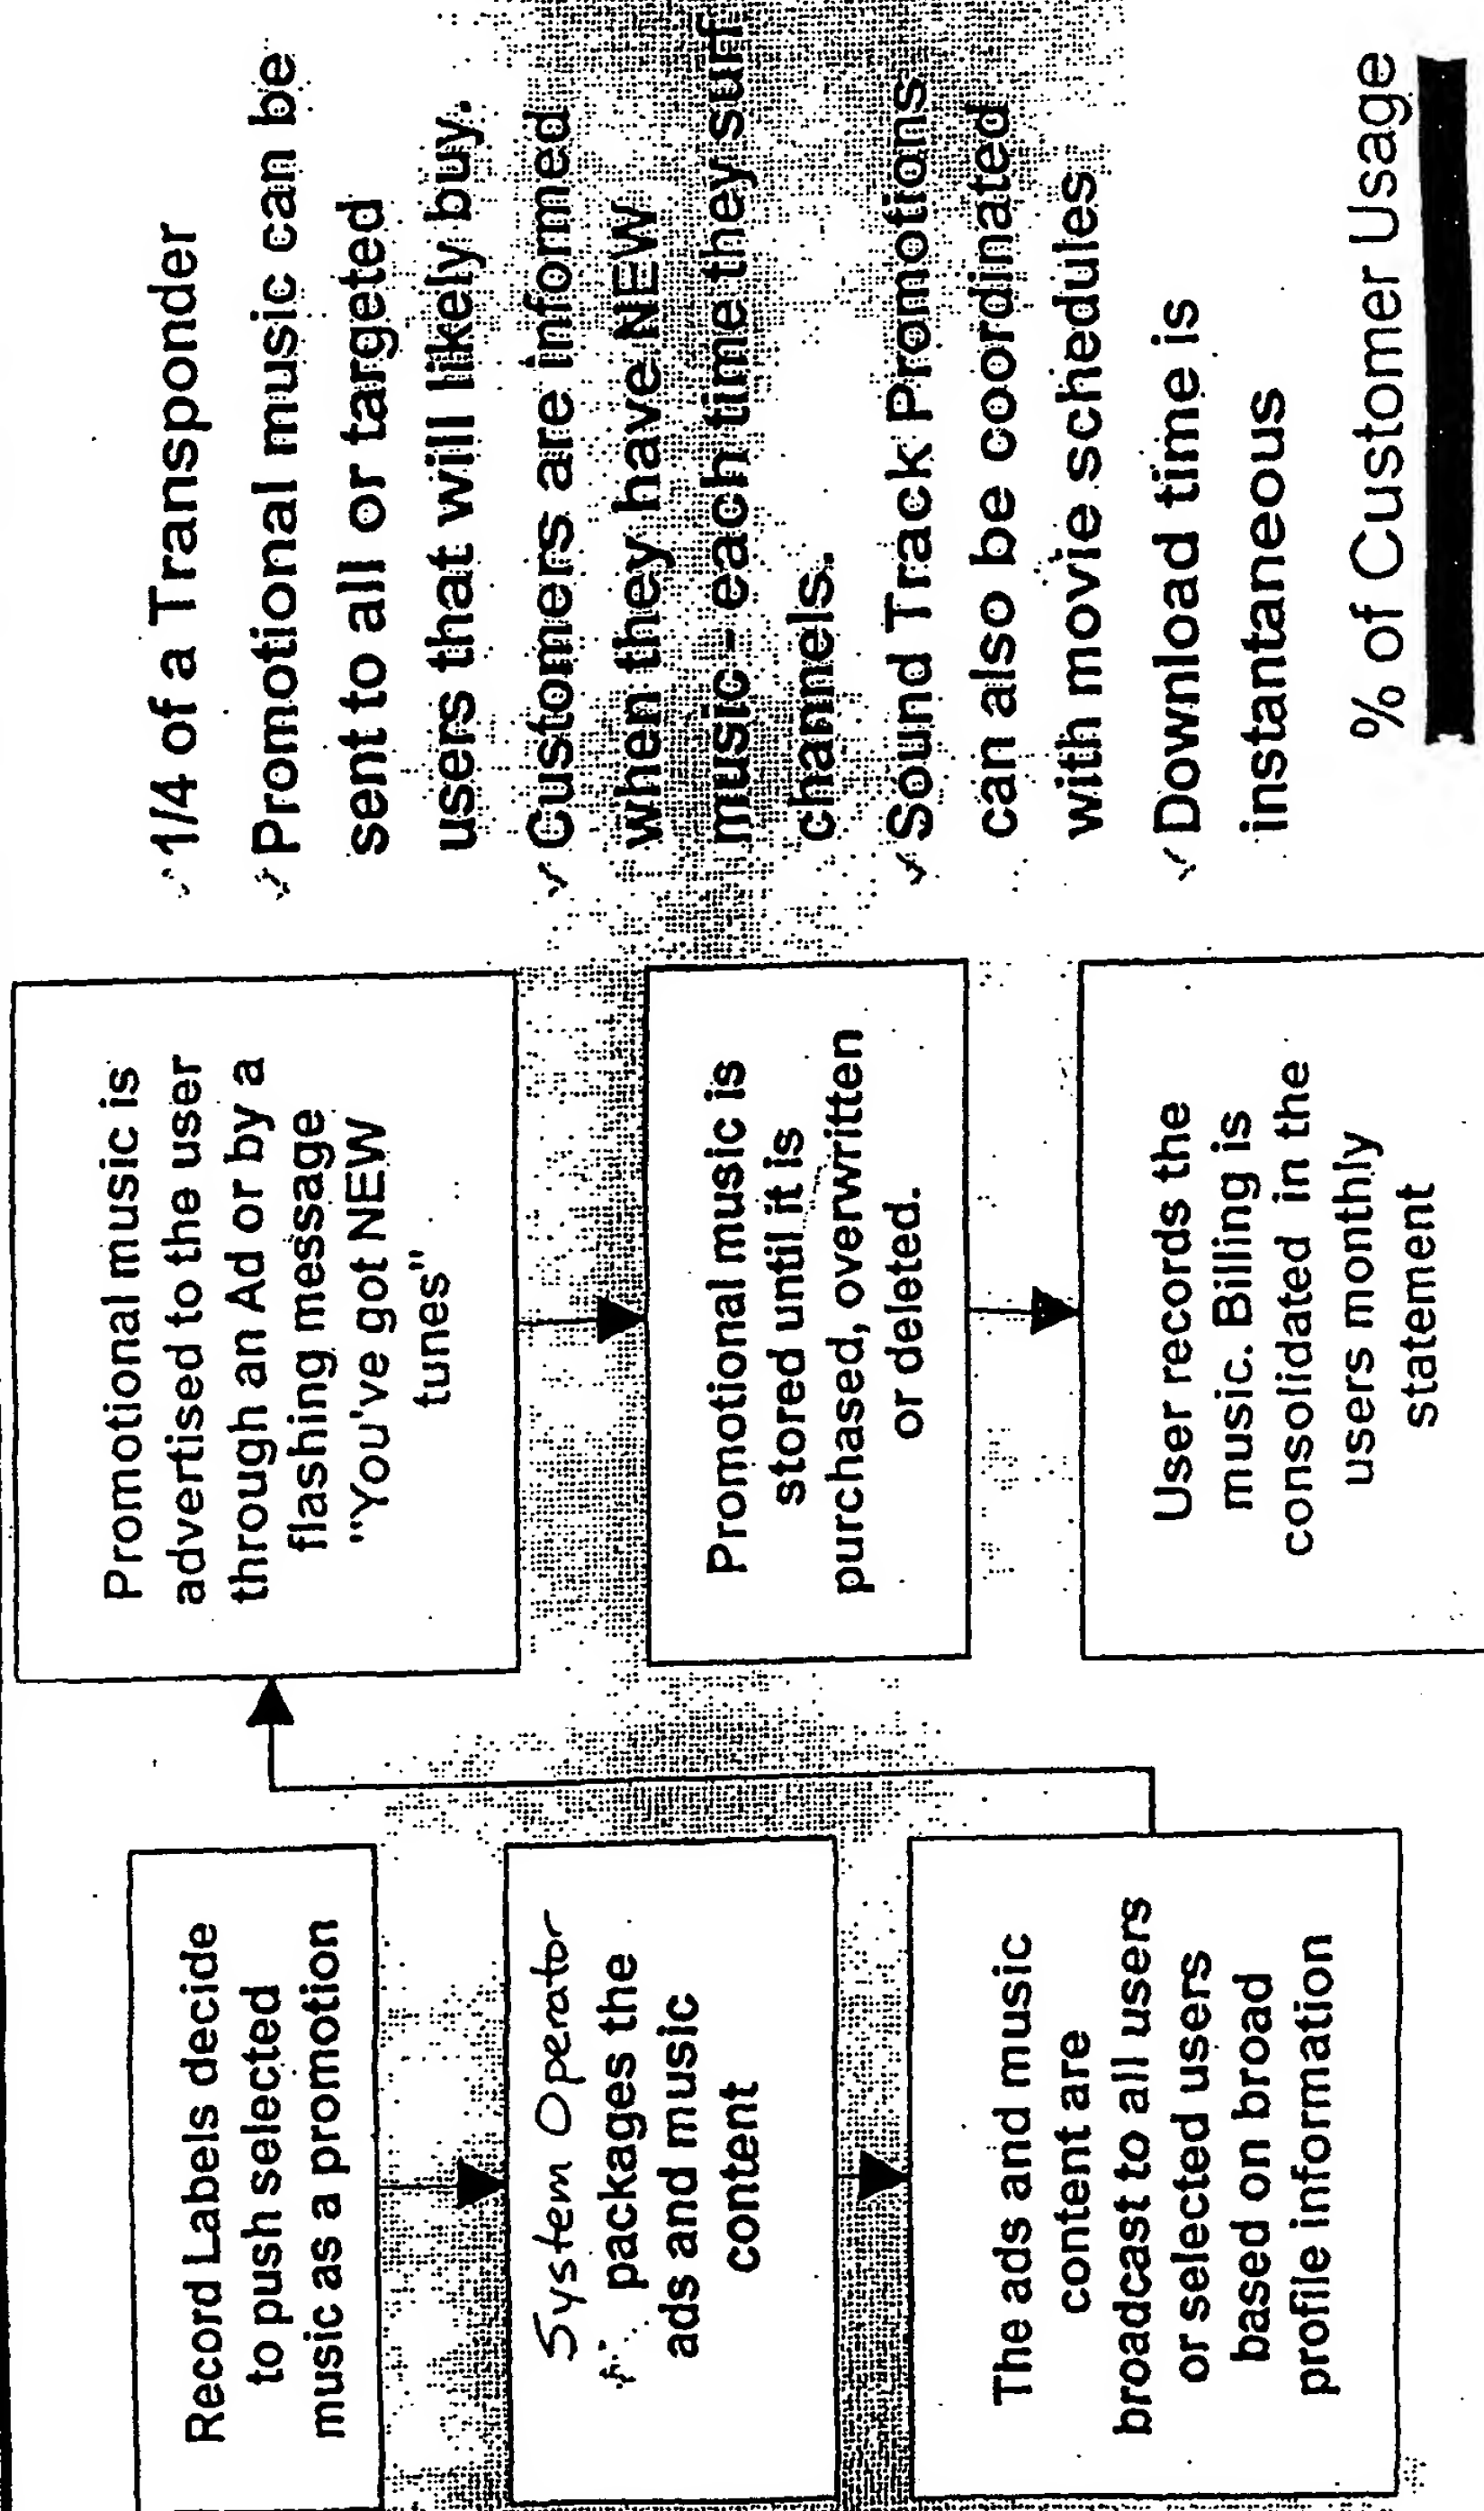 Record Labels decide
to push selected
music as a promotion
System Operator
packages the
ads and music
content
The ads and music
content are
broadcast to all users
or selected users
based on broad
profile information
Promotional music is
advertised to the user
through an Ad or by a
flashing message
"You've got NEW
tunes"
Promotional music is
stored until it is
purchased, overwritten
or deleted.
User records the
music. Billing is
consolidated in the
users monthly
statement
✓1/4 of a Transponder
✓Promotional music can be
sent to all or targeted
users that will likely buy.
✓Customers are informed
when they have NEW
music - each time they surf
channels.
✓Sound Track Promotions
can also be coordinated
with movie schedules
✓Download time is
instantaneous
% of Customer Usage